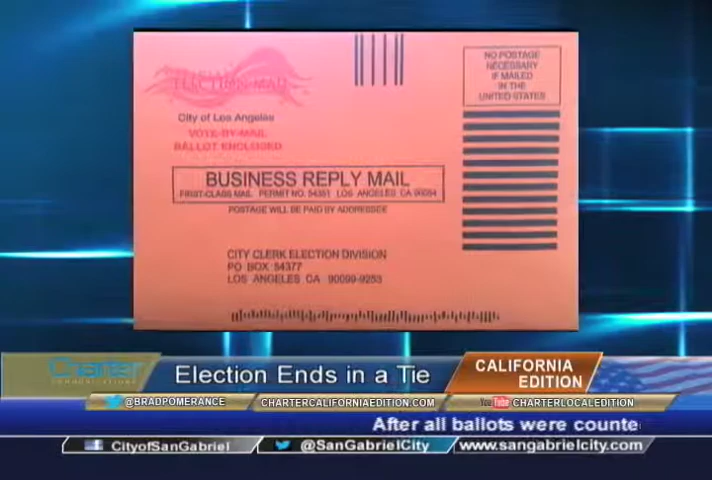 NO POSTAGE
NECESSARY
IF MAILED
IN THE
UNITED STATES
ELECTION MAIL
City of Los Angeles
VOTE-BY-MAIL
BALLOT ENCLOSED
BUSINESS REPLY MAIL
FIRST-CLASS MAIL PERMIT NO. 54351 LOS ANGELES CA 90054
POSTAGE WILL BE PAID BY ADDRESSEE
CITY CLERK ELECTION DIVISION
PO BOX 54377
LOS ANGELES CA 90099-9253
Charter
COMMUNICATIONS
Election Ends in a Tie
CALIFORNIA
EDITION
@BRADPOMERANCE CHARTERCALIFORNIAEDITION.COM YouTube CHARTERLOCALEDITION
After all ballots were counte
CityofSanGabriel @SanGabrielCity www.sangabrielcity.com